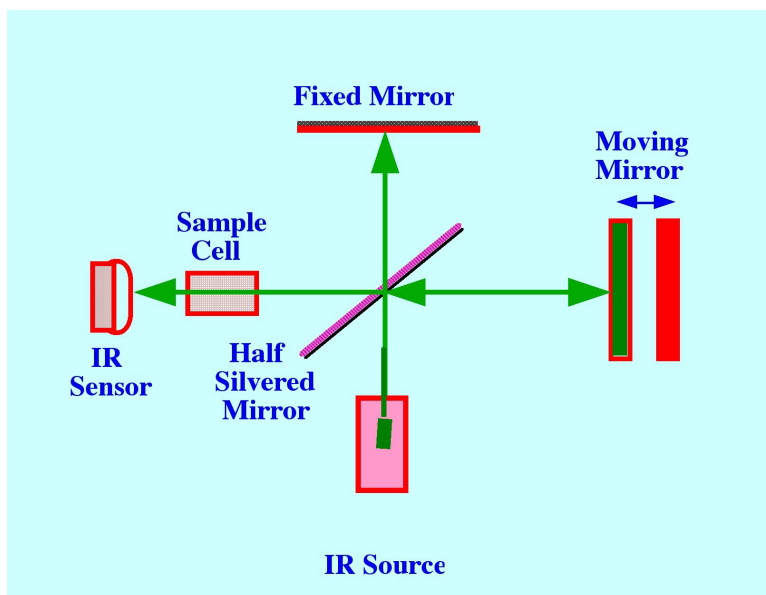 Fixed Mirror
Moving
Mirror
Sample
Cell
IR
Sensor
Half
Silvered
Mirror
IR Source